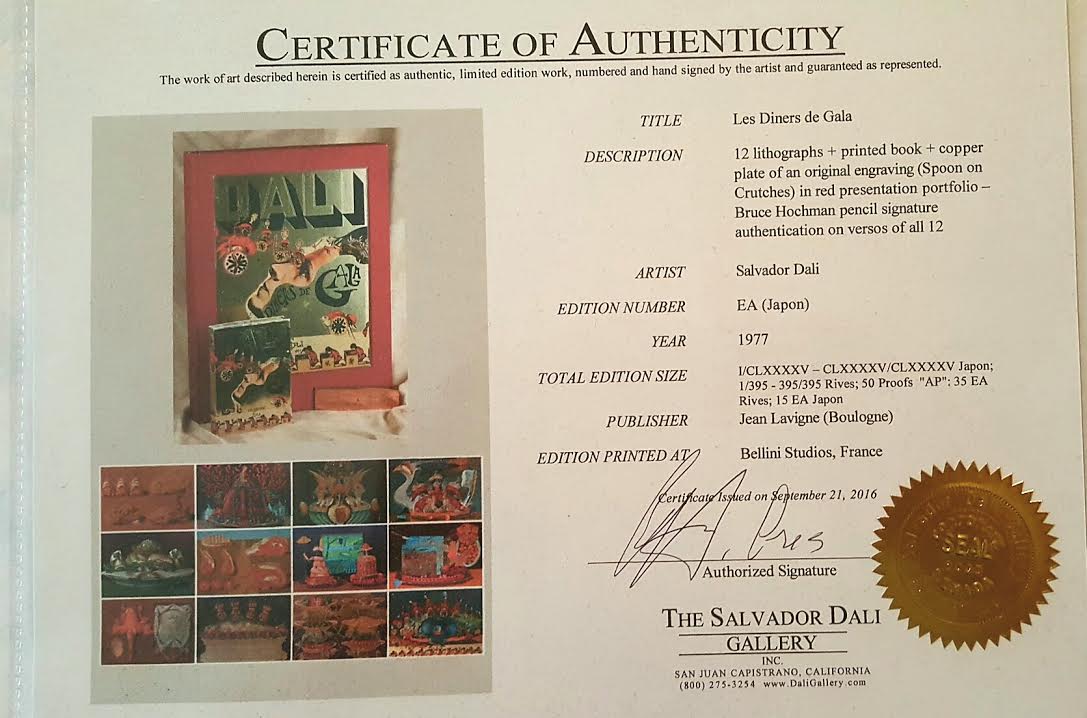 CERTIFICATE OF AUTHENTICITY
The work of art described herein is certified as authentic, limited edition work, numbered and hand signed by the artist and guaranteed as represented.
DALI
DINERS DE
GALA
TITLE Les Diners de Gala
DESCRIPTION 12 lithographs + printed book + copper
plate of an original engraving (Spoon on
Crutches) in red presentation portfolio –
Bruce Hochman pencil signature
authentication on versos of all 12
ARTIST Salvador Dali
EDITION NUMBER EA (Japon)
YEAR 1977
TOTAL EDITION SIZE I/CLXXXXV – CLXXXXV/CLXXXXV Japon;
1/395 - 395/395 Rives; 50 Proofs "AP": 35 EA
Rives; 15 EA Japon
PUBLISHER Jean Lavigne (Boulogne)
EDITION PRINTED AT Bellini Studios, France
Certificate Issued on September 21, 2016
Pres
Authorized Signature
SEAL
THE SALVADOR DALI
GALLERY
INC.
SAN JUAN CAPISTRANO, CALIFORNIA
(800) 275-3254 www.DaliGallery.com